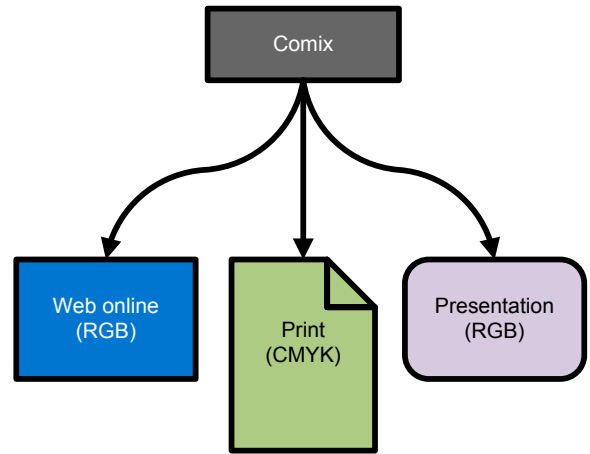 Comix
Web online
(RGB)
Print
(CMYK)
Presentation
(RGB)